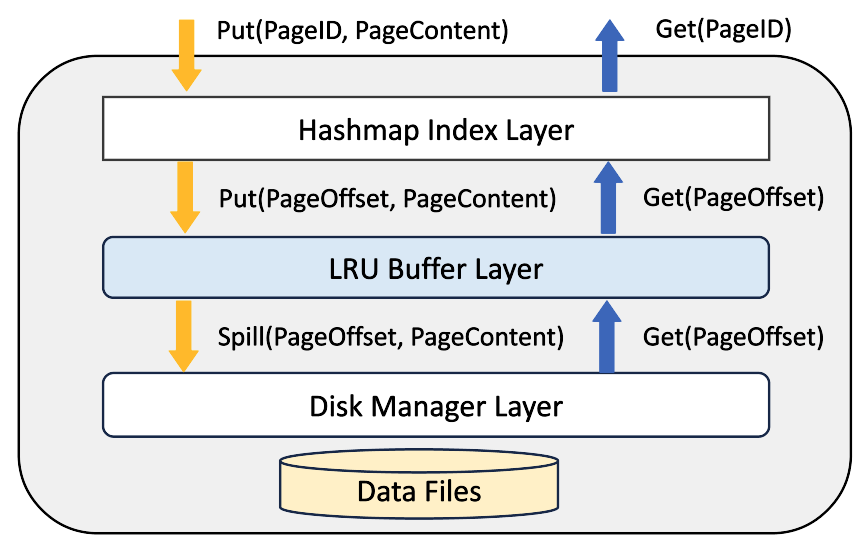 Put(PageID, PageContent)
Get(PageID)
Hashmap Index Layer
Put(PageOffset, PageContent)
Get(PageOffset)
LRU Buffer Layer
Spill(PageOffset, PageContent)
Get(PageOffset)
Disk Manager Layer
Data Files